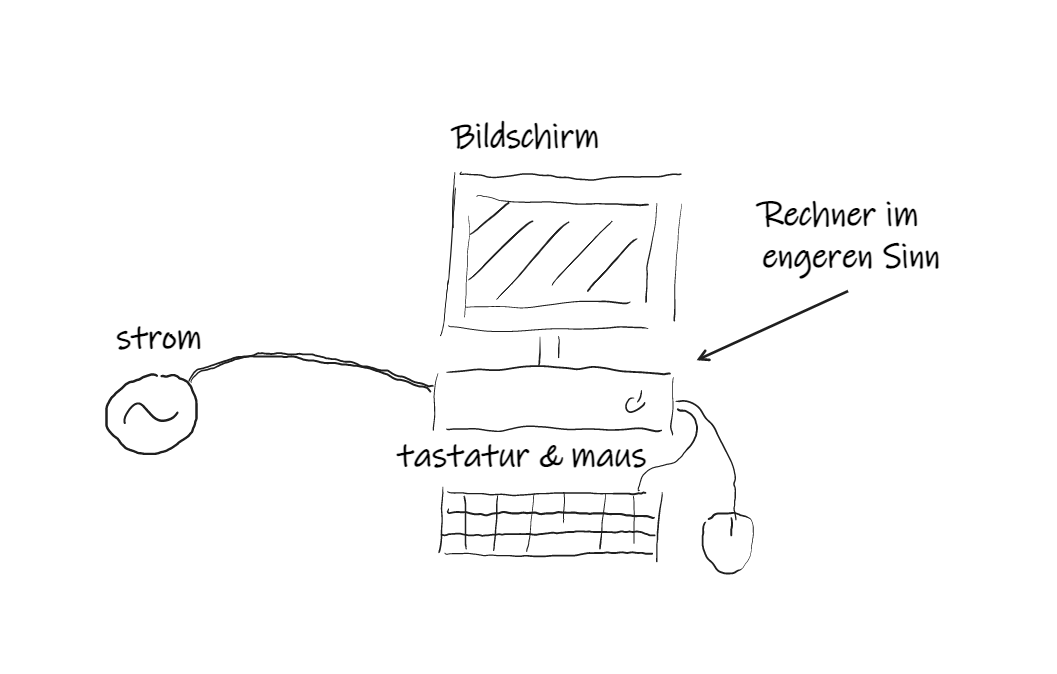 Bildschirm
Rechner im
engeren Sinn
strom
tastatur & maus